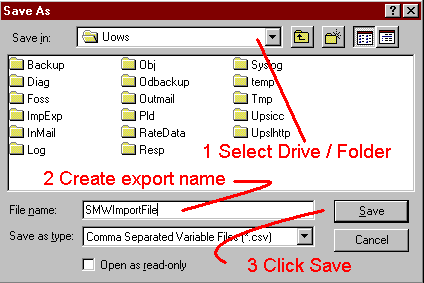 Save As
Save in: Uows
Backup Obj Syslog
Diag Odbackup temp
Foss Outmail Tmp
ImpExp Pld Upsicc
InMail RateData Upslhttp
Log Resp
1 Select Drive / Folder
2 Create export name
File name: SMWImportFile Save
Save as type: Comma Separated Variable Files (*.csv) Cancel
Open as read-only
3 Click Save